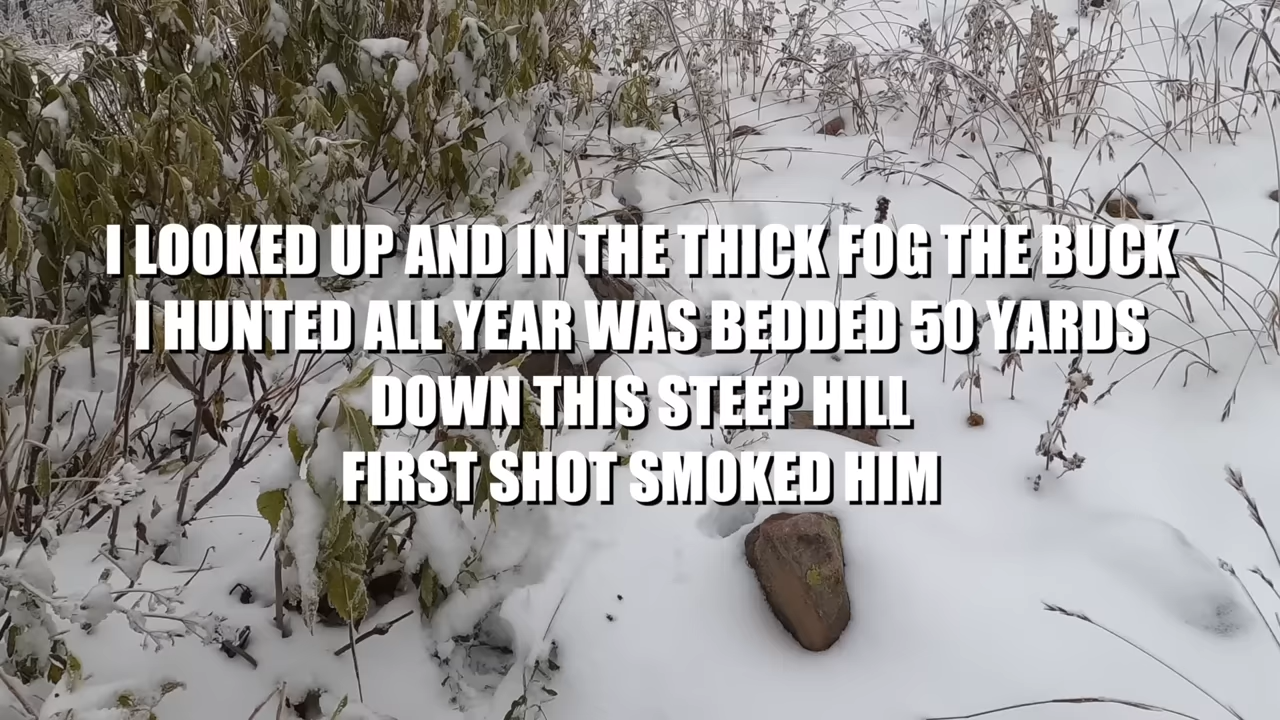 I LOOKED UP AND IN THE THICK FOG THE BUCK
I HUNTED ALL YEAR WAS BEDDED 50 YARDS
DOWN THIS STEEP HILL
FIRST SHOT SMOKED HIM